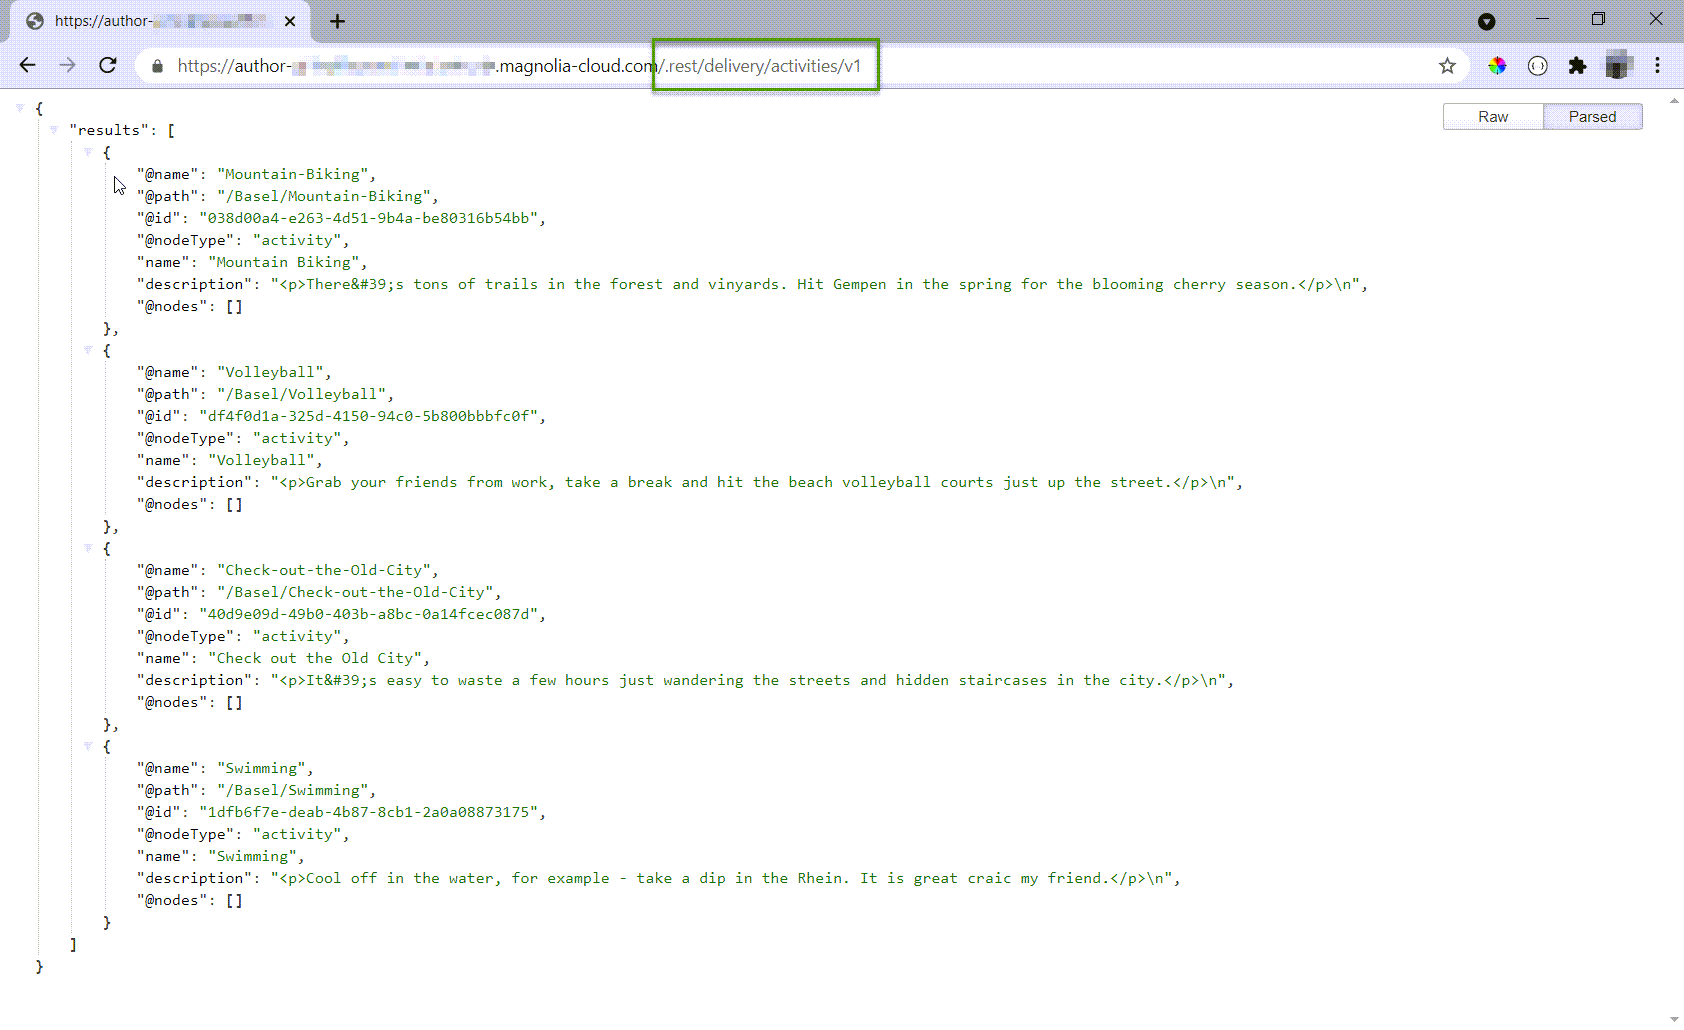 https://author-
https://author-.magnolia-cloud.com/.rest/delivery/activities/v1
Raw Parsed
{
"results": [
{
"@name": "Mountain-Biking",
"@path": "/Basel/Mountain-Biking",
"@id": "038d00a4-e263-4d51-9b4a-be80316b54bb",
"@nodeType": "activity",
"name": "Mountain Biking",
"description": "<p>There&#39;s tons of trails in the forest and vinyards. Hit Gempen in the spring for the blooming cherry season.</p>\n",
"@nodes": []
},
{
"@name": "Volleyball",
"@path": "/Basel/Volleyball",
"@id": "df4f0d1a-325d-4150-94c0-5b800bbbfc0f",
"@nodeType": "activity",
"name": "Volleyball",
"description": "<p>Grab your friends from work, take a break and hit the beach volleyball courts just up the street.</p>\n",
"@nodes": []
},
{
"@name": "Check-out-the-Old-City",
"@path": "/Basel/Check-out-the-Old-City",
"@id": "40d9e09d-49b0-403b-a8bc-0a14fcec087d",
"@nodeType": "activity",
"name": "Check out the Old City",
"description": "<p>It&#39;s easy to waste a few hours just wandering the streets and hidden staircases in the city.</p>\n",
"@nodes": []
},
{
"@name": "Swimming",
"@path": "/Basel/Swimming",
"@id": "1dfb6f7e-deab-4b87-8cb1-2a0a08873175",
"@nodeType": "activity",
"name": "Swimming",
"description": "<p>Cool off in the water, for example - take a dip in the Rhein. It is great craic my friend.</p>\n",
"@nodes": []
}
]
}